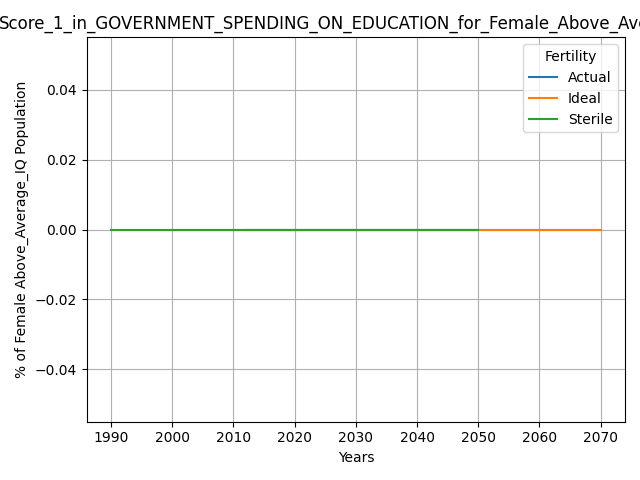 Score_1_in_GOVERNMENT_SPENDING_ON_EDUCATION_for_Female_Above_Ave
Fertility
Actual
Ideal
Sterile
0.04
0.02
0.00
−0.02
−0.04
% of Female Above_Average_IQ Population
1990 2000 2010 2020 2030 2040 2050 2060 2070
Years